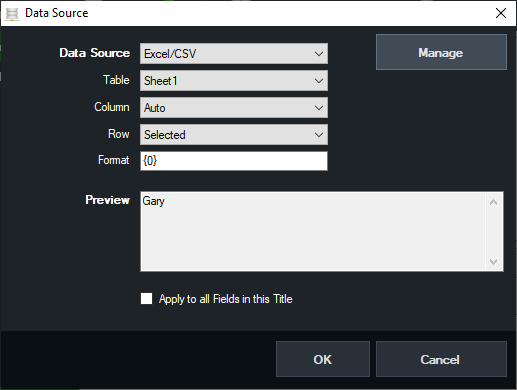 Data Source
Data Source Excel/CSV Manage
Table Sheet1
Column Auto
Row Selected
Format {0}
Preview Gary
Apply to all Fields in this Title
OK Cancel